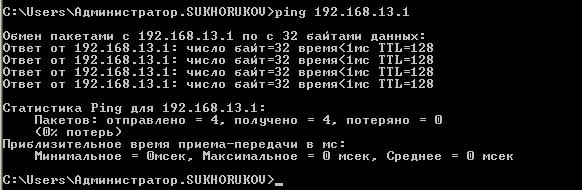 C:\Users\Администратор.SUKHORUKOV>ping 192.168.13.1
Обмен пакетами с 192.168.13.1 по с 32 байтами данных:
Ответ от 192.168.13.1: число байт=32 время<1мс TTL=128
Ответ от 192.168.13.1: число байт=32 время<1мс TTL=128
Ответ от 192.168.13.1: число байт=32 время<1мс TTL=128
Ответ от 192.168.13.1: число байт=32 время<1мс TTL=128
Статистика Ping для 192.168.13.1:
Пакетов: отправлено = 4, получено = 4, потеряно = 0
(0% потерь)
Приблизительное время приема-передачи в мс:
Минимальное = 0мсек, Максимальное = 0 мсек, Среднее = 0 мсек
C:\Users\Администратор.SUKHORUKOV>_